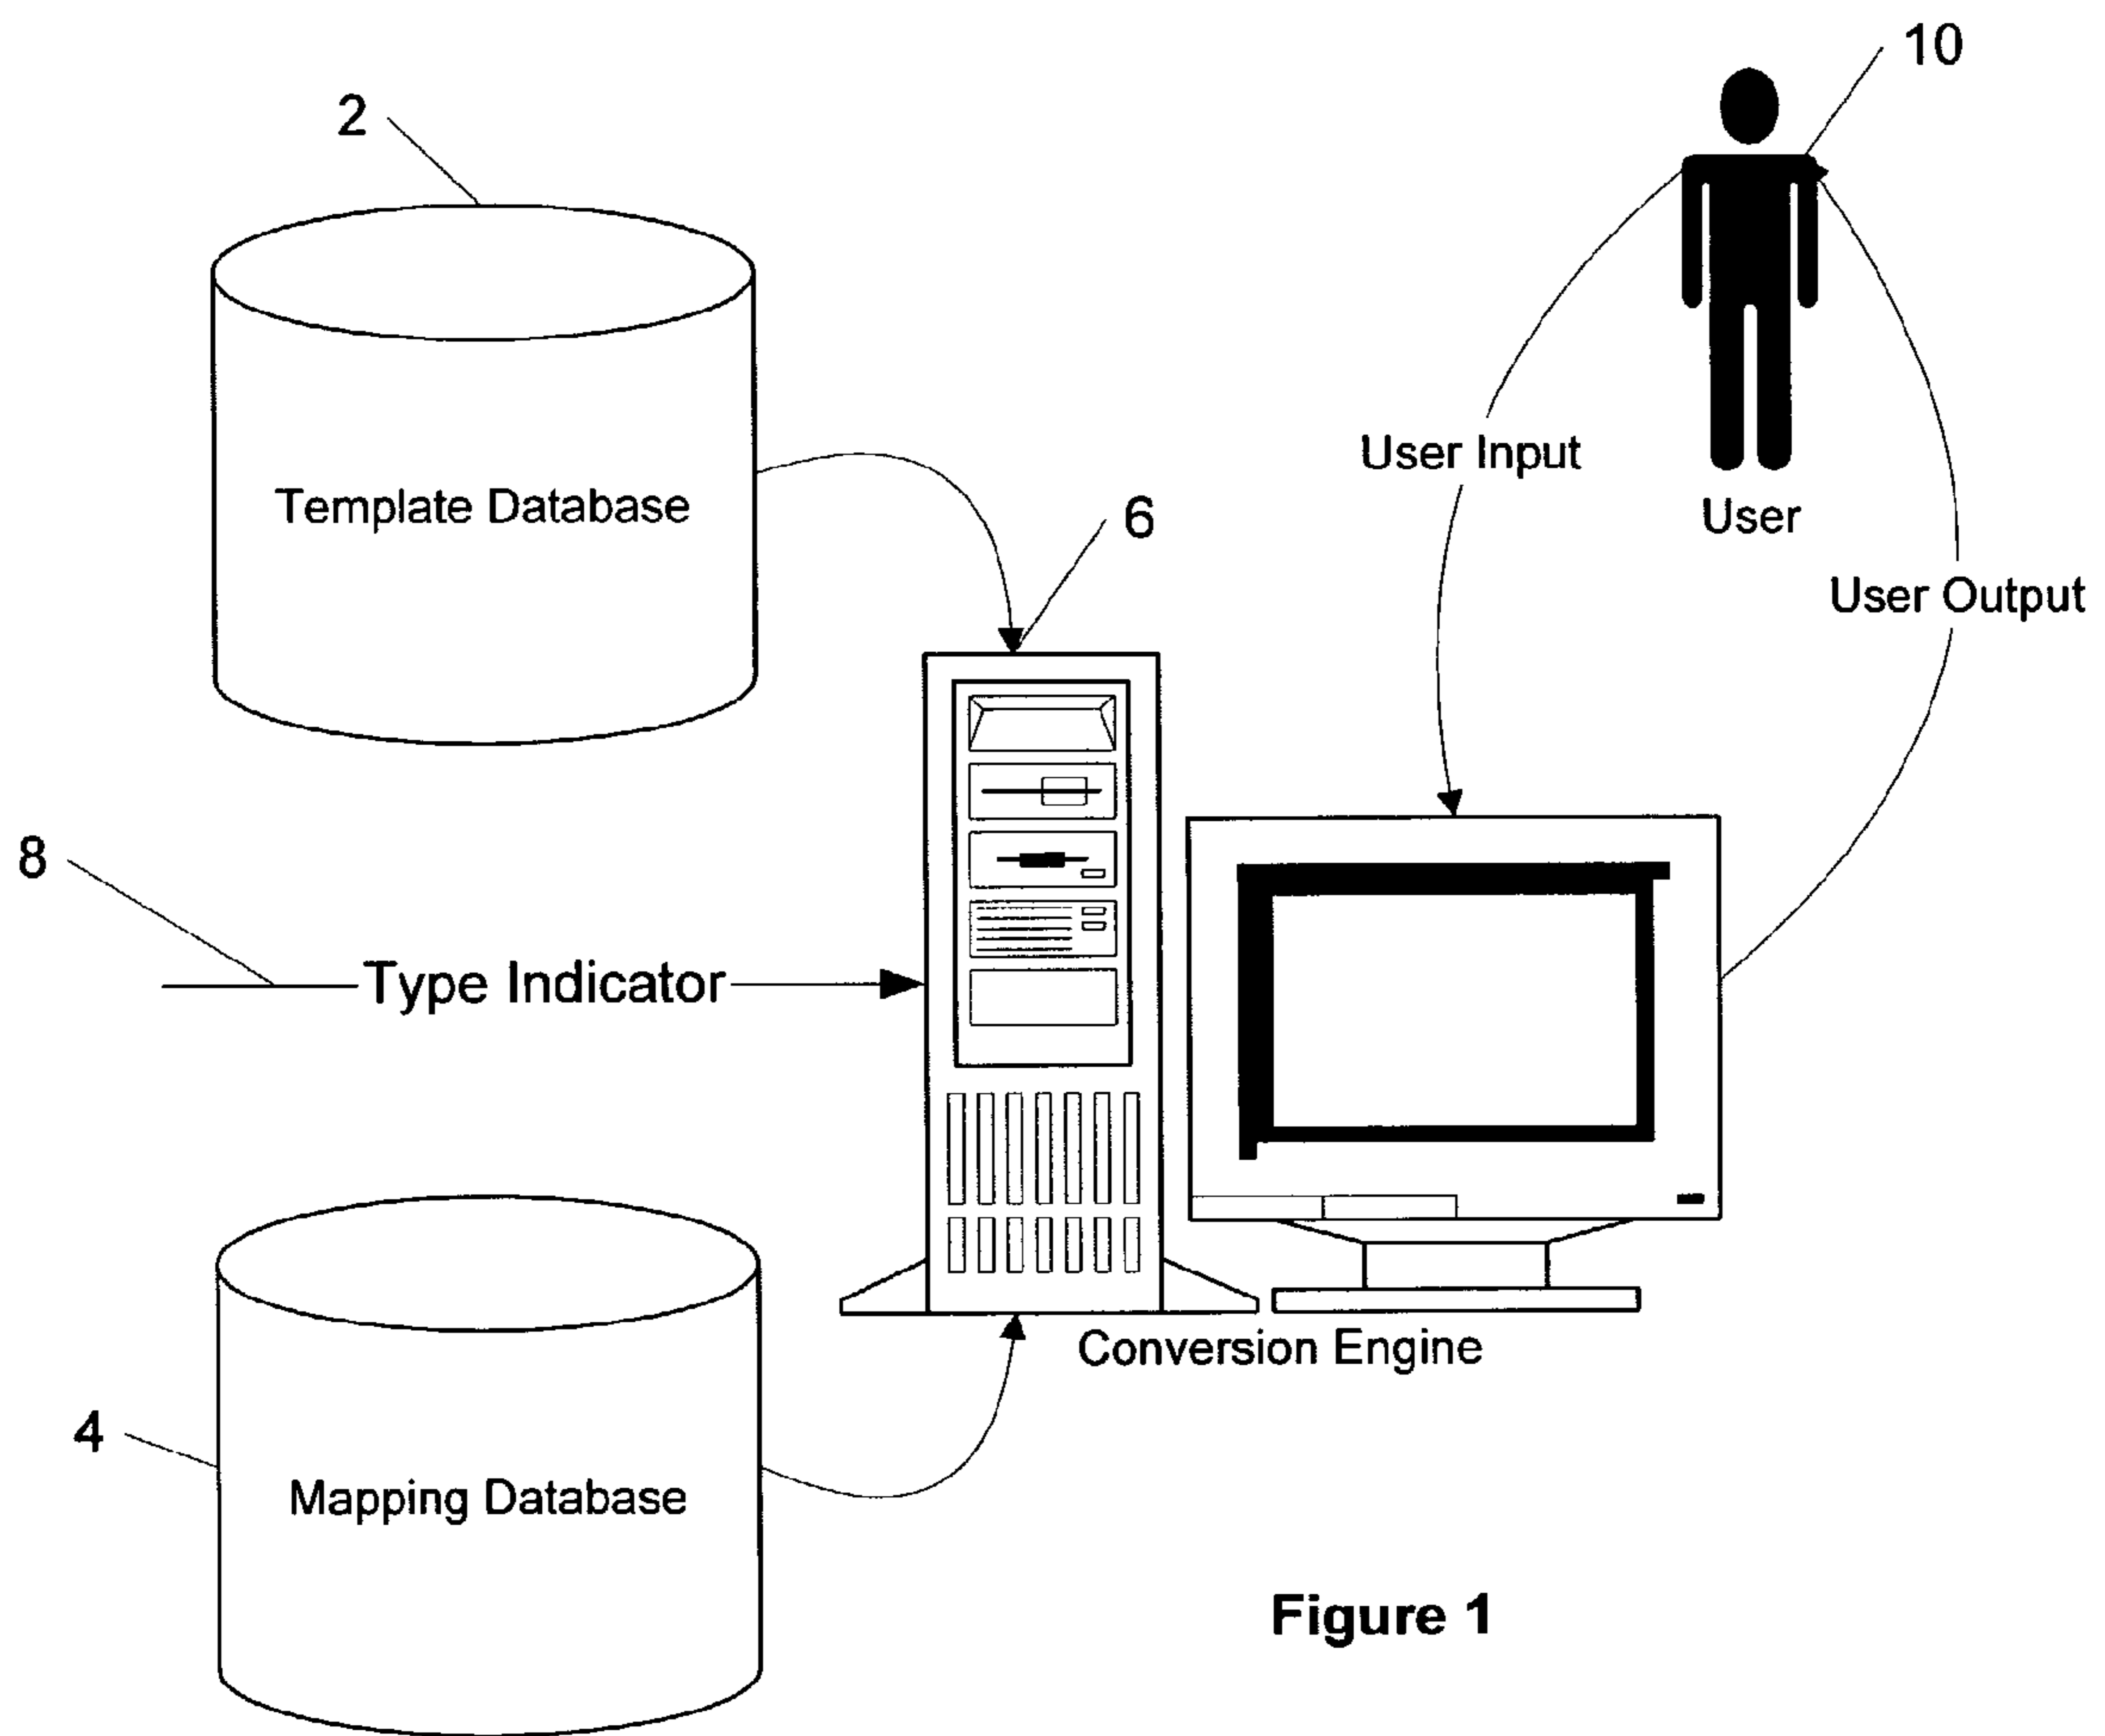 10
2
User Input
Template Database
6
User
User Output
8
Type Indicator
Conversion Engine
4
Mapping Database
Figure 1